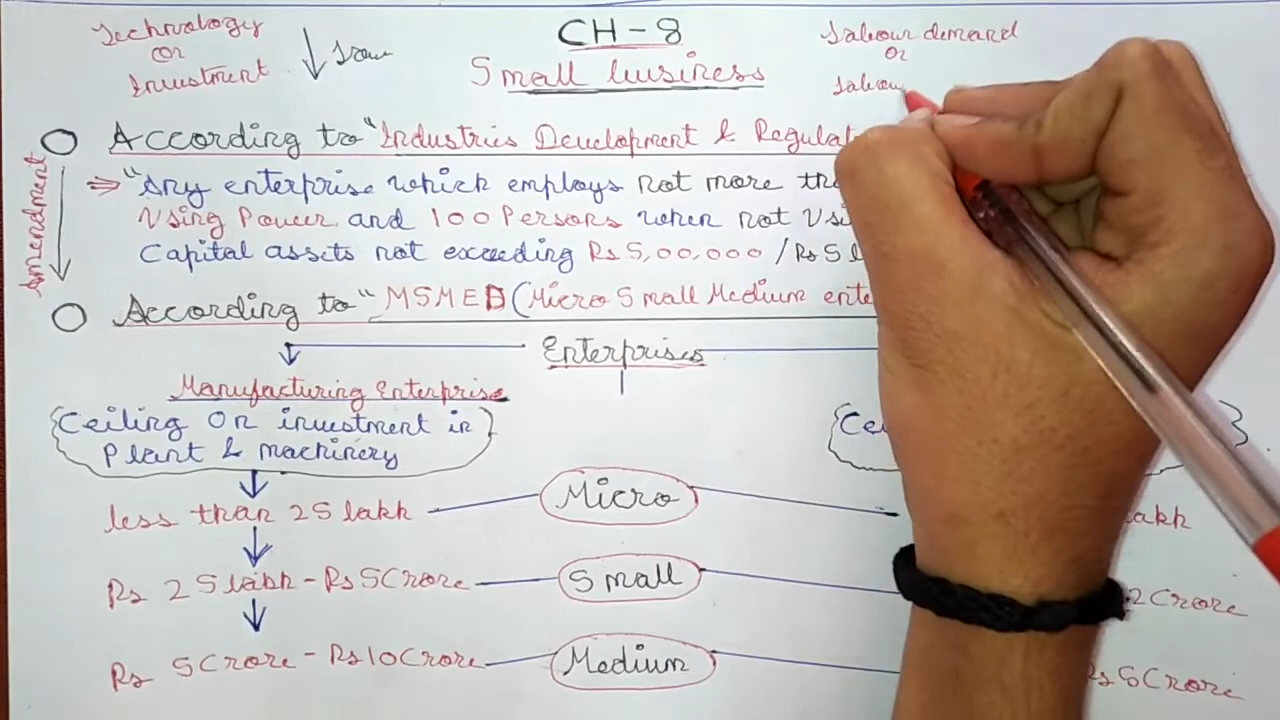 CH-8
Small business
Technology
or
Investment
↓ Low
Labour demand
or
Labou
Amendment
According to "Industries Development & Regulat
⇒ "Any enterprise which employs not more tha
Using Power and 100 Persons when not Usi
Capital assets not exceeding Rs 5,00,000 / Rs 5 l
According to "MSMED (Micro Small Medium ente
Enterprises
Manufacturing Enterprise
{Ceiling On investment in
Plant & machinery}
{Cei
less than 25 lakh
Micro
lakh
Rs 25 lakh - Rs 5 Crore
Small
2 Crore
Rs 5 Crore - Rs 10 Crore
Medium
Rs 5 Crore